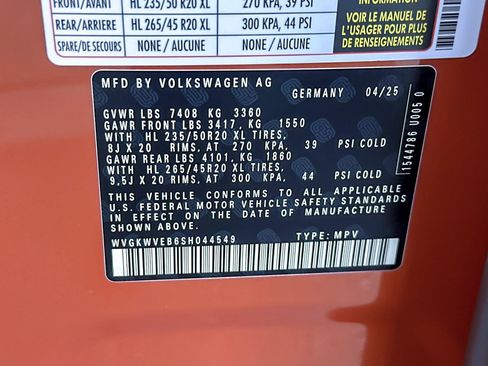 FRONT/AVANT HL 235/50 R20 XL 270 KPA, 39 PSI
REAR/ARRIERE HL 265/45 R20 XL 300 KPA, 44 PSI
SPARE/DE SECOURS NONE / AUCUNE NONE / AUCUNE
INFORMATION
VOIR LE MANUEL DE
L'USAGER POUR PLUS
MFD BY VOLKSWAGEN AG
GERMANY 04/25
GVWR LBS 7408 KG 3360
GAWR FRONT LBS 3417, KG 1550
WITH HL 235/50R20 XL TIRES,
8J X 20 RIMS, AT 270 KPA, 39 PSI COLD
GAWR REAR LBS 4101, KG 1860
WITH HL 265/45R20 XL TIRES,
9,5J X 20 RIMS, AT 300 KPA, 44 PSI COLD
THIS VEHICLE CONFORMS TO ALL APPLICABLE
U.S. FEDERAL MOTOR VEHICLE SAFETY STANDARDS
IN EFFECT ON THE DATE OF MANUFACTURE
SHOWN ABOVE.
WVGKWVEB6SH044549 TYPE: MPV
1544786 U005 0